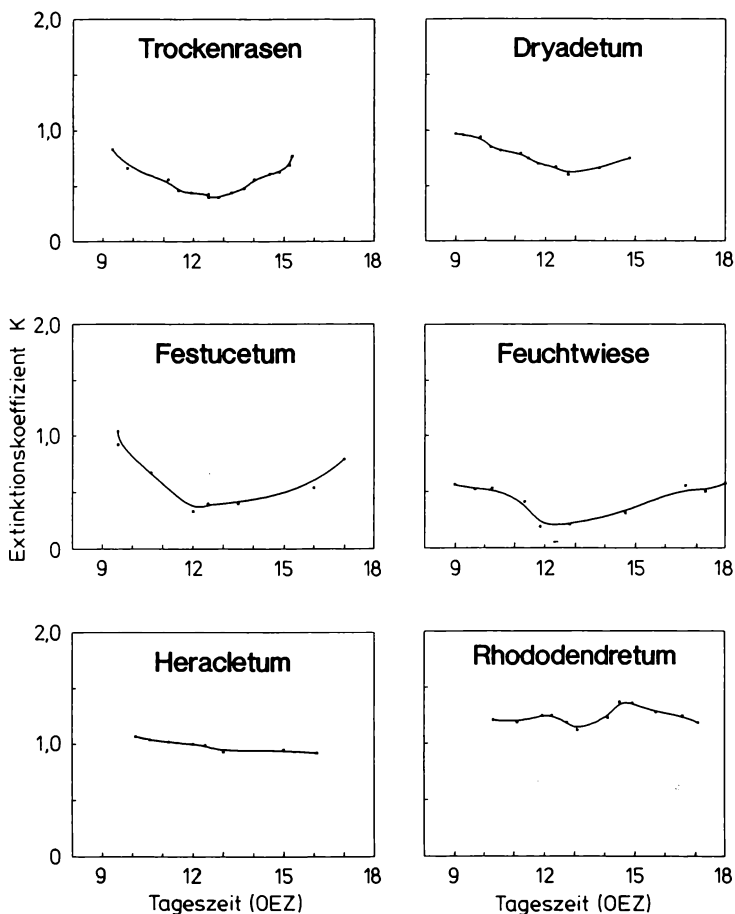 2,0
Trockenrasen
1,0
0
9 12 15 18
Dryadetum
9 12 15 18
Extinktionskoeffizient K
2,0
Festucetum
1,0
0
9 12 15 18
Feuchtwiese
9 12 15 18
2,0
Heracletum
1,0
0
9 12 15 18
Tageszeit (OEZ)
Rhododendretum
9 12 15 18
Tageszeit (OEZ)